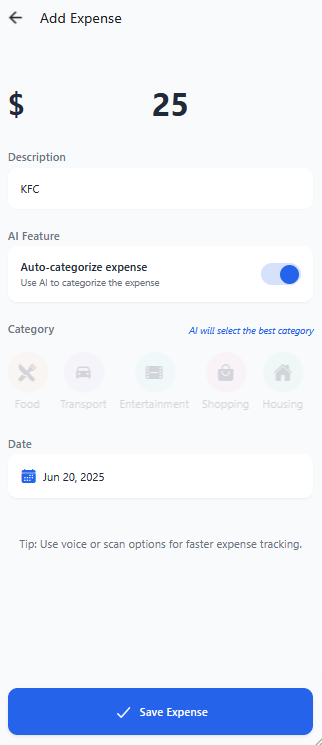 Add Expense
$ 25
Description
KFC
AI Feature
Auto-categorize expense
Use AI to categorize the expense
Category AI will select the best category
Food Transport Entertainment Shopping Housing
Date
Jun 20, 2025
Tip: Use voice or scan options for faster expense tracking.
Save Expense